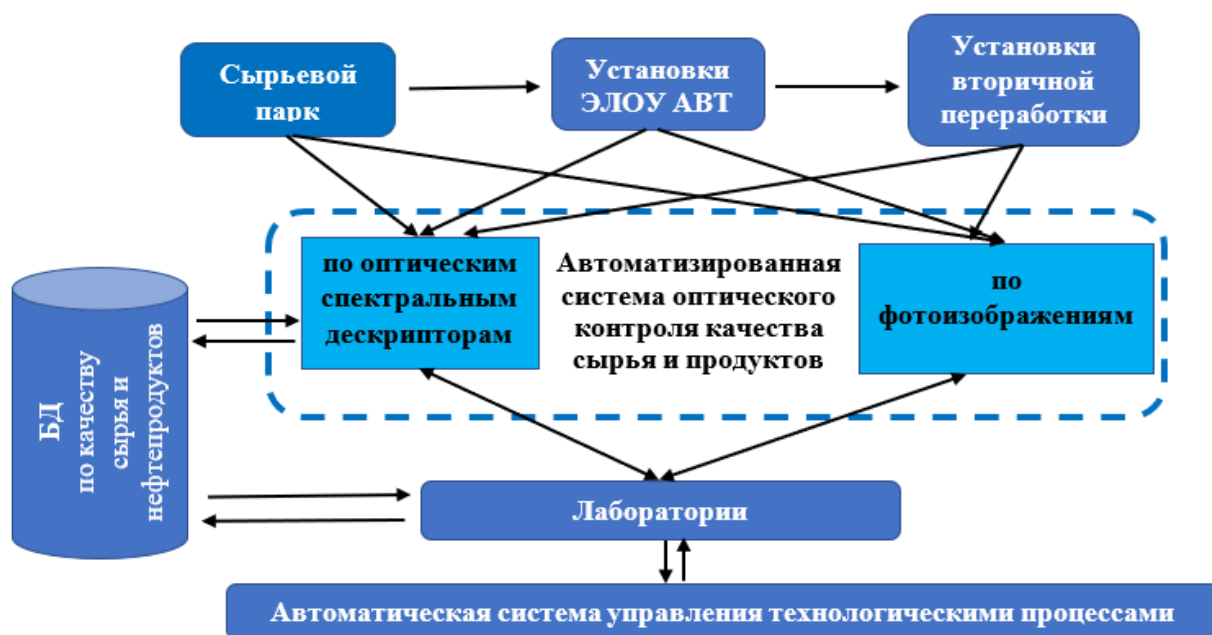 Сырьевой
парк
Установки
ЭЛОУ АВТ
Установки
вторичной
переработки
по оптическим
спектральным
дескрипторам
Автоматизированная
система оптического
контроля качества
сырья и продуктов
по
фотоизображениям
БД
по качеству
сырья и
нефтепродуктов
Лаборатории
Автоматическая система управления технологическими процессами